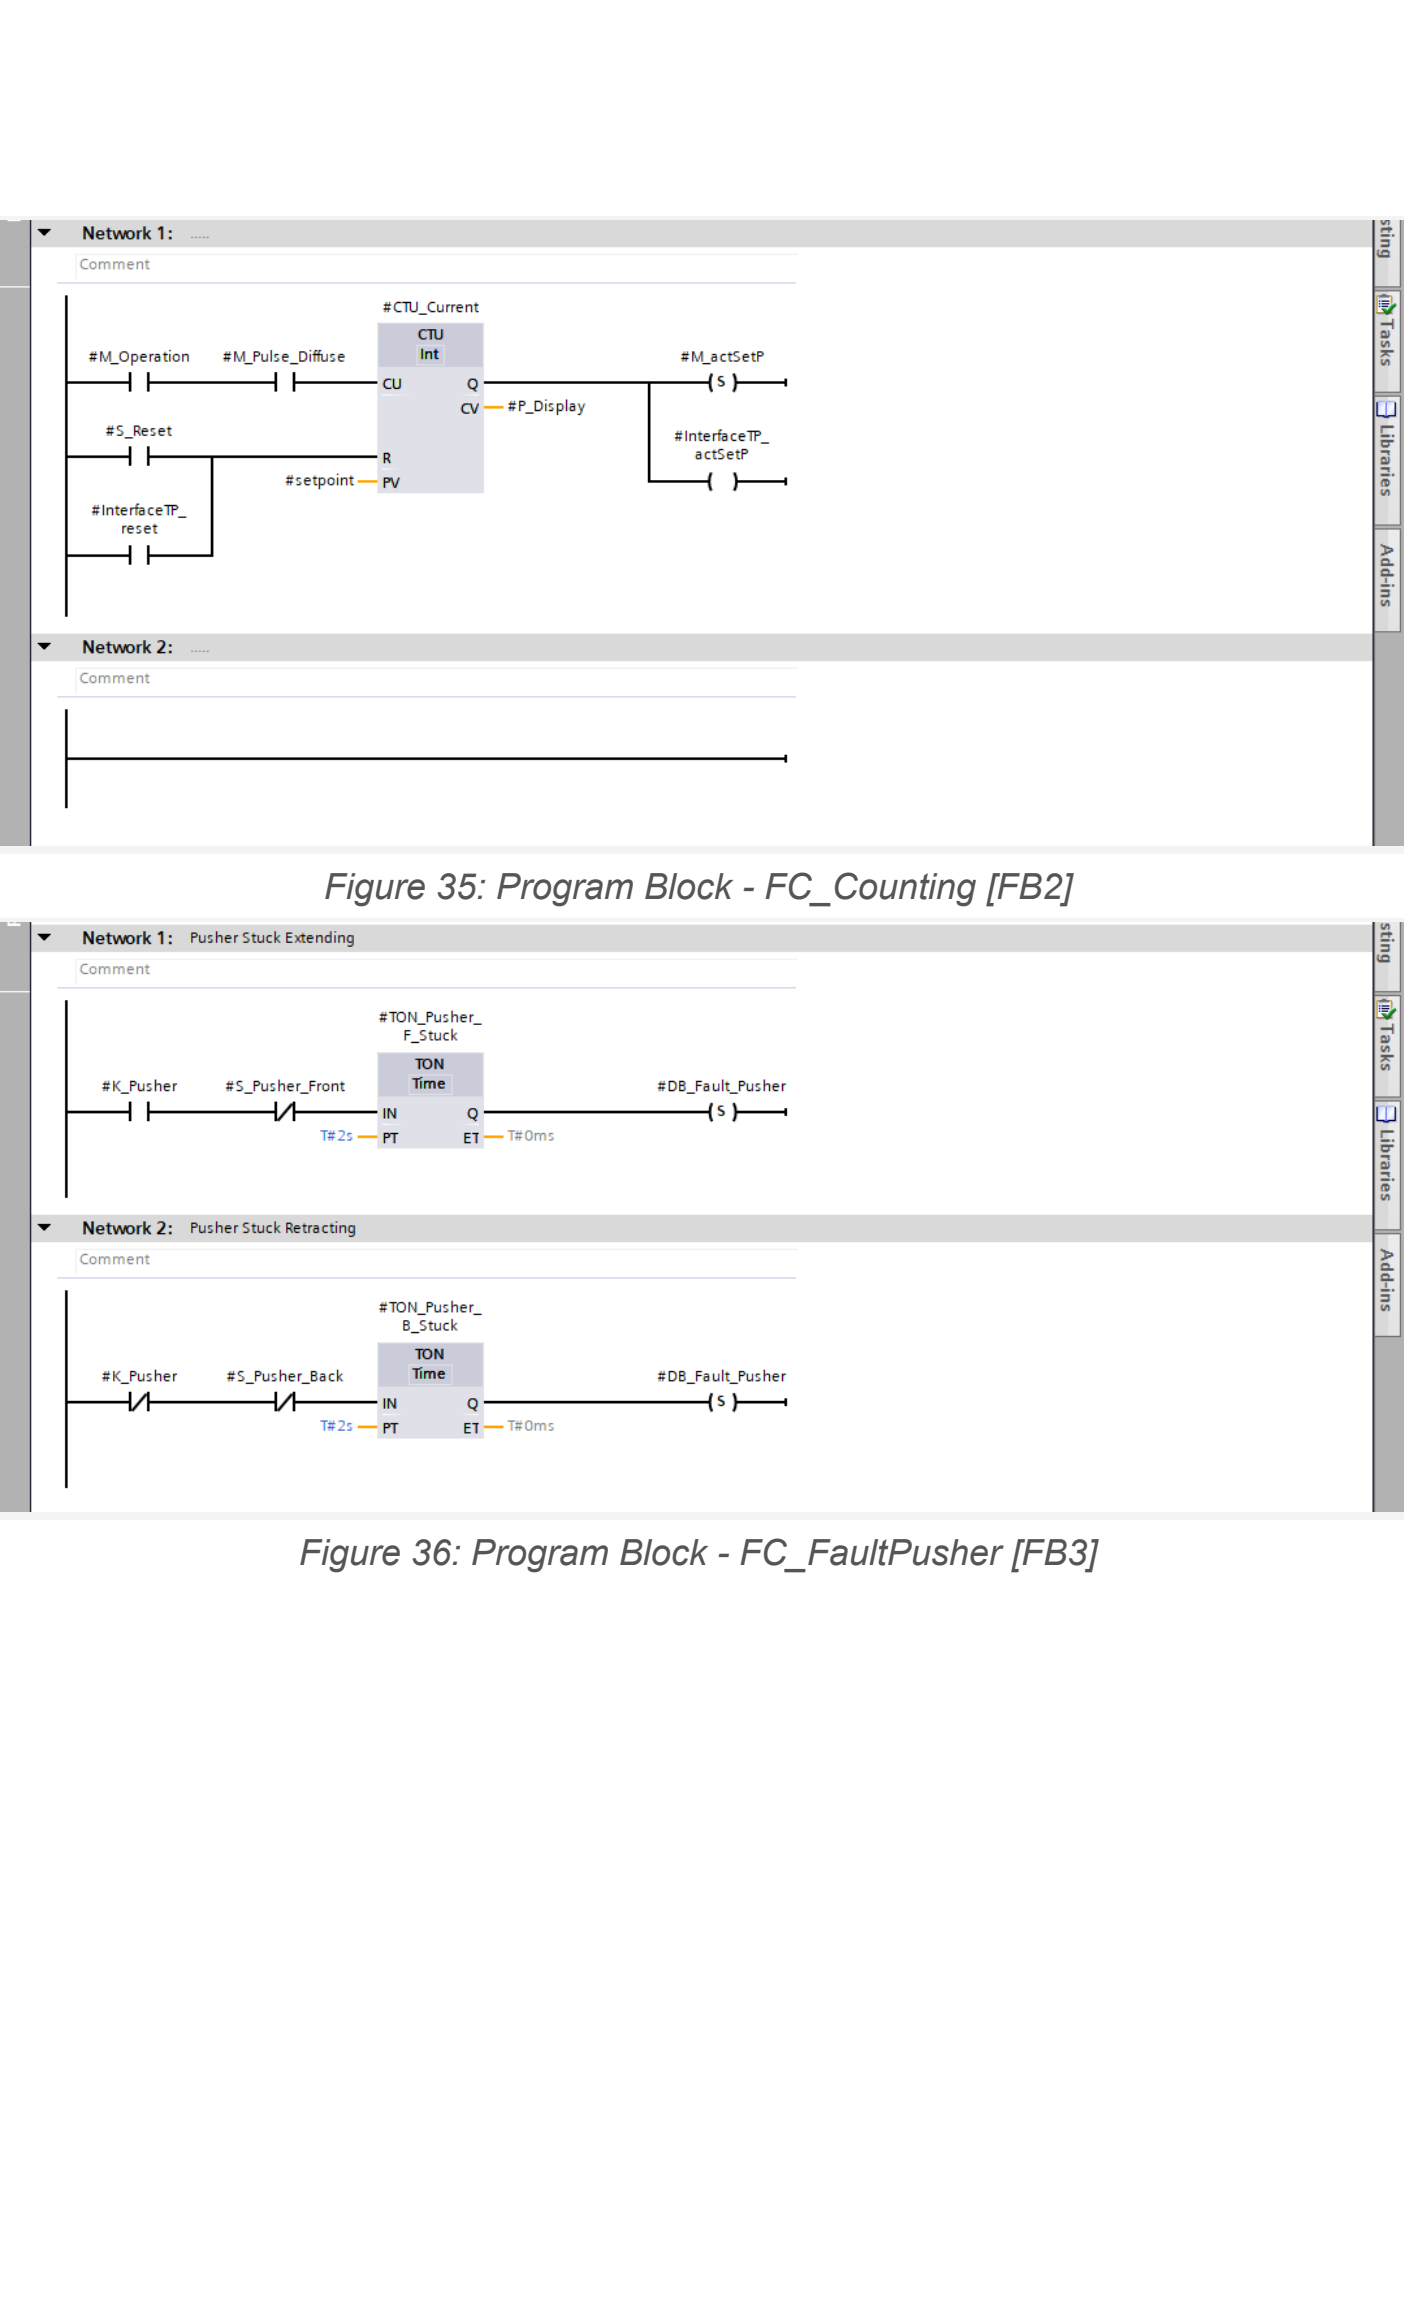 Network 1: .....
Comment
#CTU_Current
CTU
Int
#M_Operation #M_Pulse_Diffuse #M_actSetP
CU Q ( S )
CV #P_Display
#S_Reset #InterfaceTP_
actSetP
R
#setpoint PV ( )
#InterfaceTP_
reset
Network 2: .....
Comment
sting
Tasks
Libraries
Add-ins
Figure 35: Program Block - FC_Counting [FB2]
Network 1: Pusher Stuck Extending
Comment
#TON_Pusher_
F_Stuck
TON
Time
#K_Pusher #S_Pusher_Front #DB_Fault_Pusher
IN Q ( S )
T#2s PT ET T#0ms
Network 2: Pusher Stuck Retracting
Comment
#TON_Pusher_
B_Stuck
TON
Time
#K_Pusher #S_Pusher_Back #DB_Fault_Pusher
IN Q ( S )
T#2s PT ET T#0ms
sting
Tasks
Libraries
Add-ins
Figure 36: Program Block - FC_FaultPusher [FB3]